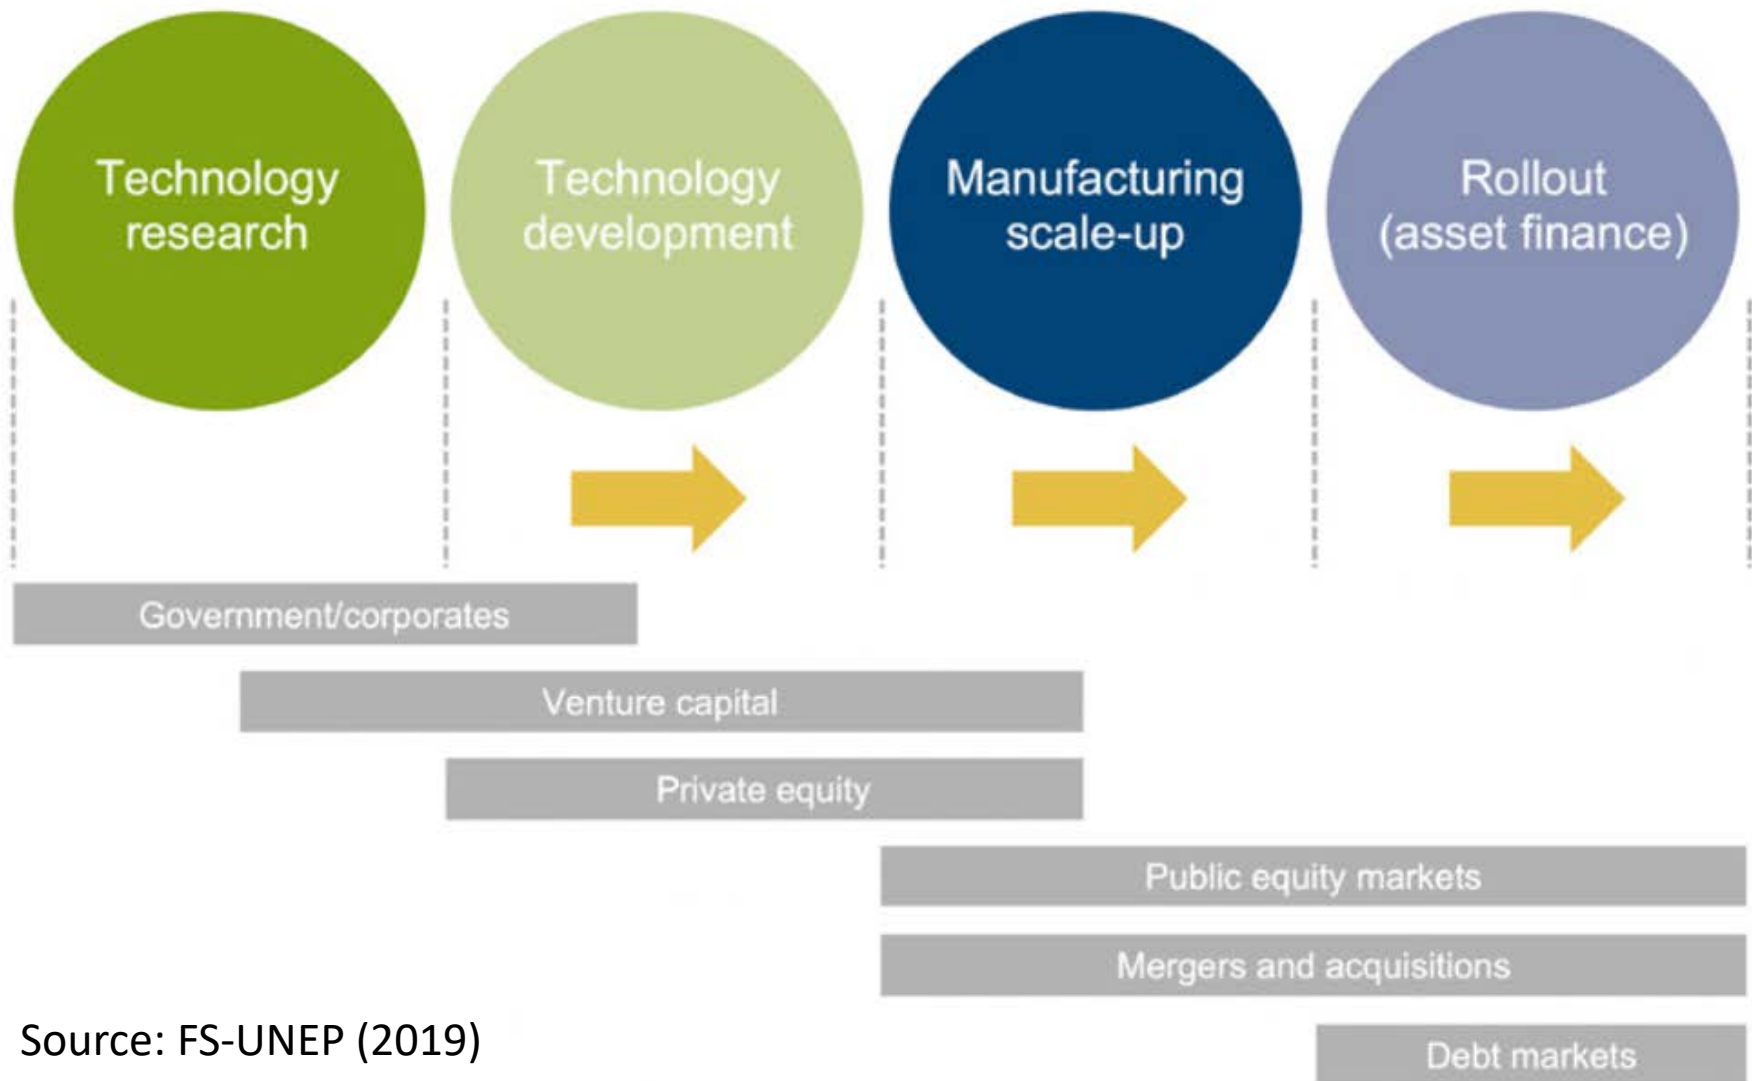 Technology
research
Technology
development
Manufacturing
scale-up
Rollout
(asset finance)
Government/corporates
Venture capital
Private equity
Public equity markets
Mergers and acquisitions
Debt markets
Source: FS-UNEP (2019)